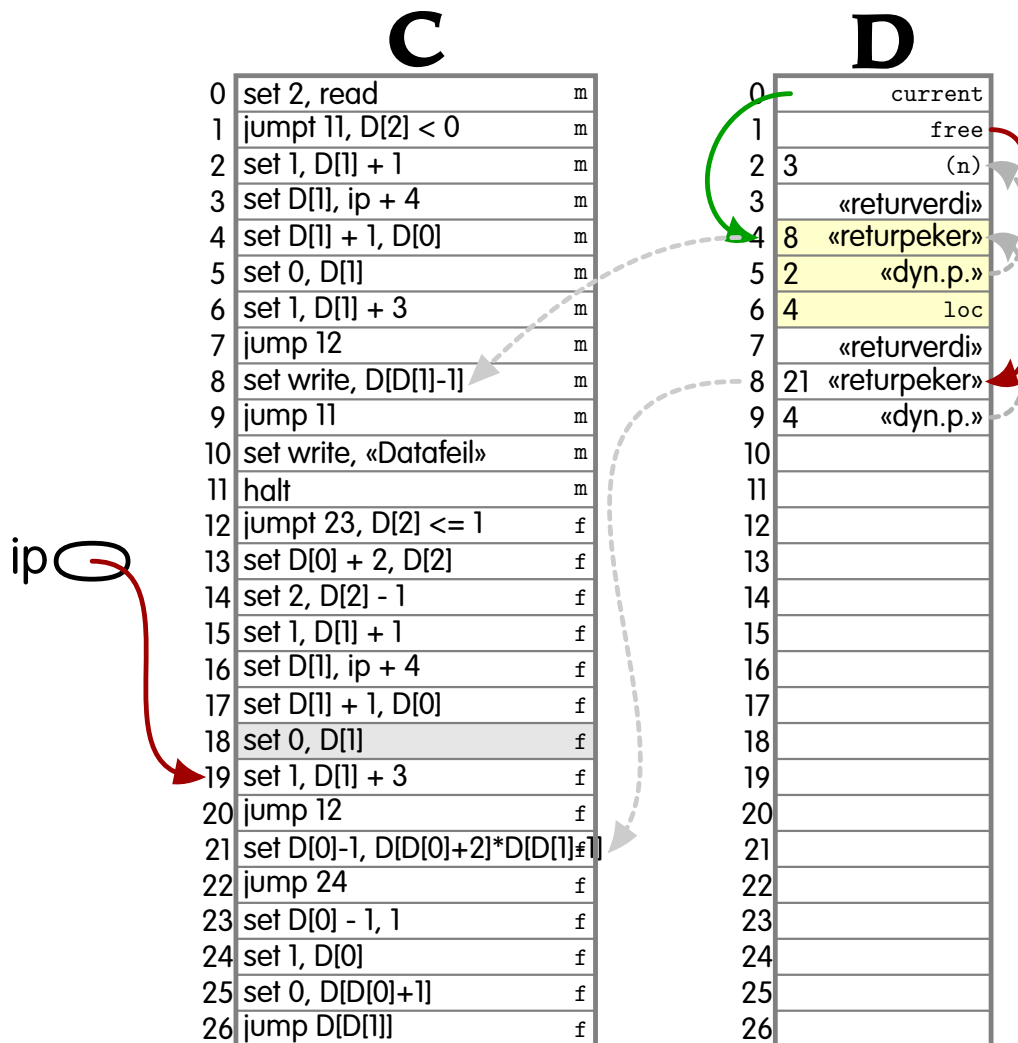 C D
0 set 2, read m 0 current
1 jumpt 11, D[2] < 0 m 1 free
2 set 1, D[1] + 1 m 2 3 (n)
3 set D[1], ip + 4 m 3 «returverdi»
4 set D[1] + 1, D[0] m 4 8 «returpeker»
5 set 0, D[1] m 5 2 «dyn.p.»
6 set 1, D[1] + 3 m 6 4 loc
7 jump 12 m 7 «returverdi»
8 set write, D[D[1]-1] m 8 21 «returpeker»
9 jump 11 m 9 4 «dyn.p.»
10 set write, «Datafeil» m 10
11 halt m 11
12 jumpt 23, D[2] <= 1 f 12
ip 13 set D[0] + 2, D[2] f 13
14 set 2, D[2] - 1 f 14
15 set 1, D[1] + 1 f 15
16 set D[1], ip + 4 f 16
17 set D[1] + 1, D[0] f 17
18 set 0, D[1] f 18
19 set 1, D[1] + 3 f 19
20 jump 12 f 20
21 set D[0]-1, D[D[0]+2]*D[D[1]+1] f 21
22 jump 24 f 22
23 set D[0] - 1, 1 f 23
24 set 1, D[0] f 24
25 set 0, D[D[0]+1] f 25
26 jump D[D[1]] f 26